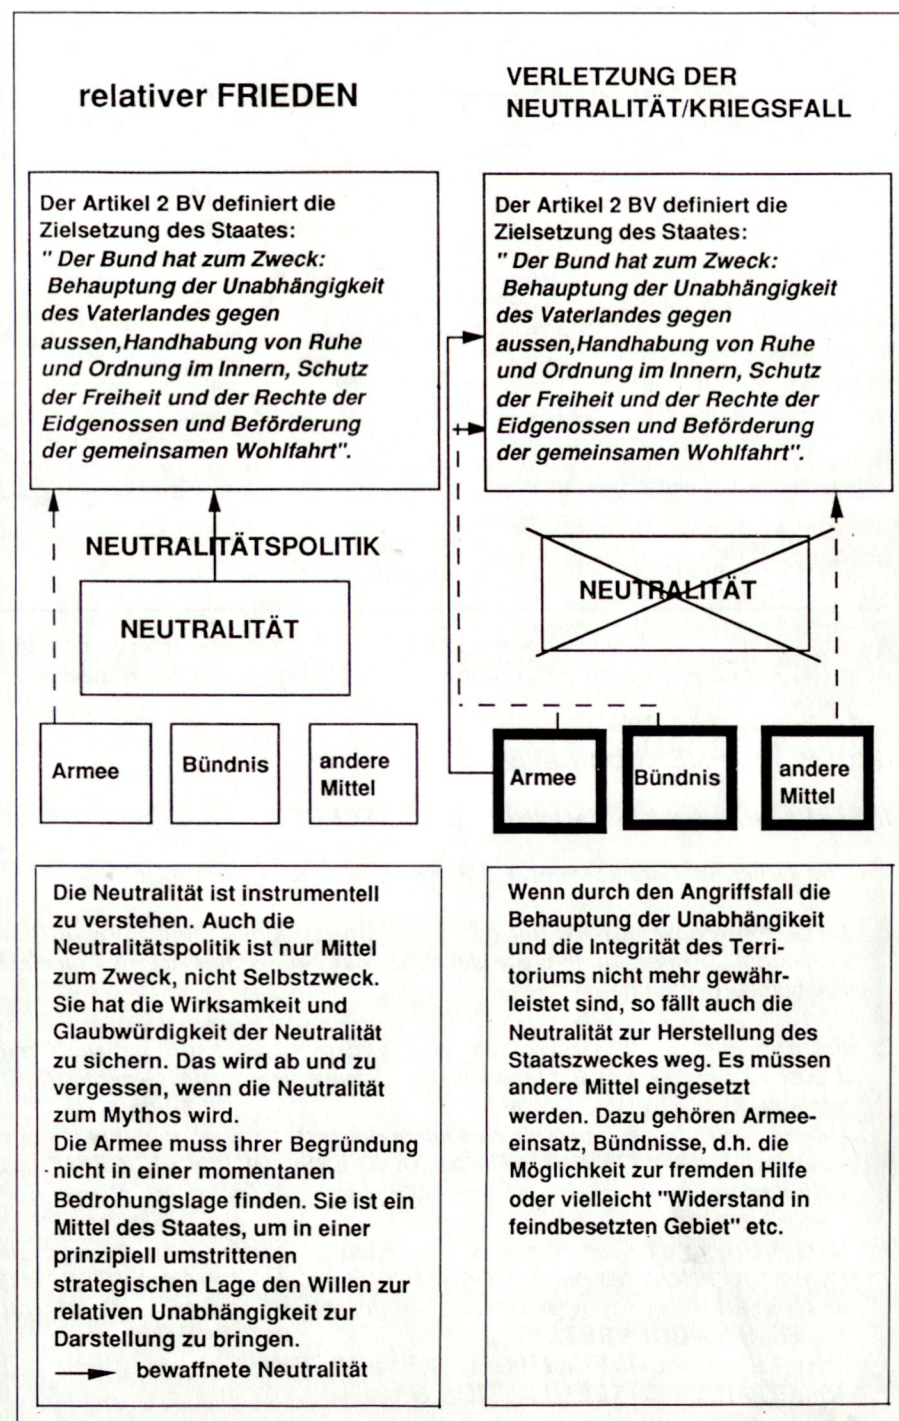 relativer FRIEDEN
Der Artikel 2 BV definiert die
Zielsetzung des Staates:
" Der Bund hat zum Zweck:
Behauptung der Unabhängigkeit
des Vaterlandes gegen
aussen,Handhabung von Ruhe
und Ordnung im Innern, Schutz
der Freiheit und der Rechte der
Eidgenossen und Beförderung
der gemeinsamen Wohlfahrt".
NEUTRALITÄTSPOLITIK
NEUTRALITÄT
Armee
Bündnis
andere
Mittel
Die Neutralität ist instrumentell
zu verstehen. Auch die
Neutralitätspolitik ist nur Mittel
zum Zweck, nicht Selbstzweck.
Sie hat die Wirksamkeit und
Glaubwürdigkeit der Neutralität
zu sichern. Das wird ab und zu
vergessen, wenn die Neutralität
zum Mythos wird.
Die Armee muss ihrer Begründung
nicht in einer momentanen
Bedrohungslage finden. Sie ist ein
Mittel des Staates, um in einer
prinzipiell umstrittenen
strategischen Lage den Willen zur
relativen Unabhängigkeit zur
Darstellung zu bringen.
bewaffnete Neutralität
VERLETZUNG DER
NEUTRALITÄT/KRIEGSFALL
Der Artikel 2 BV definiert die
Zielsetzung des Staates:
" Der Bund hat zum Zweck:
Behauptung der Unabhängigkeit
des Vaterlandes gegen
aussen,Handhabung von Ruhe
und Ordnung im Innern, Schutz
der Freiheit und der Rechte der
Eidgenossen und Beförderung
der gemeinsamen Wohlfahrt".
NEUTRALITÄT
Armee
Bündnis
andere
Mittel
Wenn durch den Angriffsfall die
Behauptung der Unabhängikeit
und die Integrität des Terri-
toriums nicht mehr gewähr-
leistet sind, so fällt auch die
Neutralität zur Herstellung des
Staatszweckes weg. Es müssen
andere Mittel eingesetzt
werden. Dazu gehören Armee-
einsatz, Bündnisse, d.h. die
Möglichkeit zur fremden Hilfe
oder vielleicht "Widerstand in
feindbesetzten Gebiet" etc.